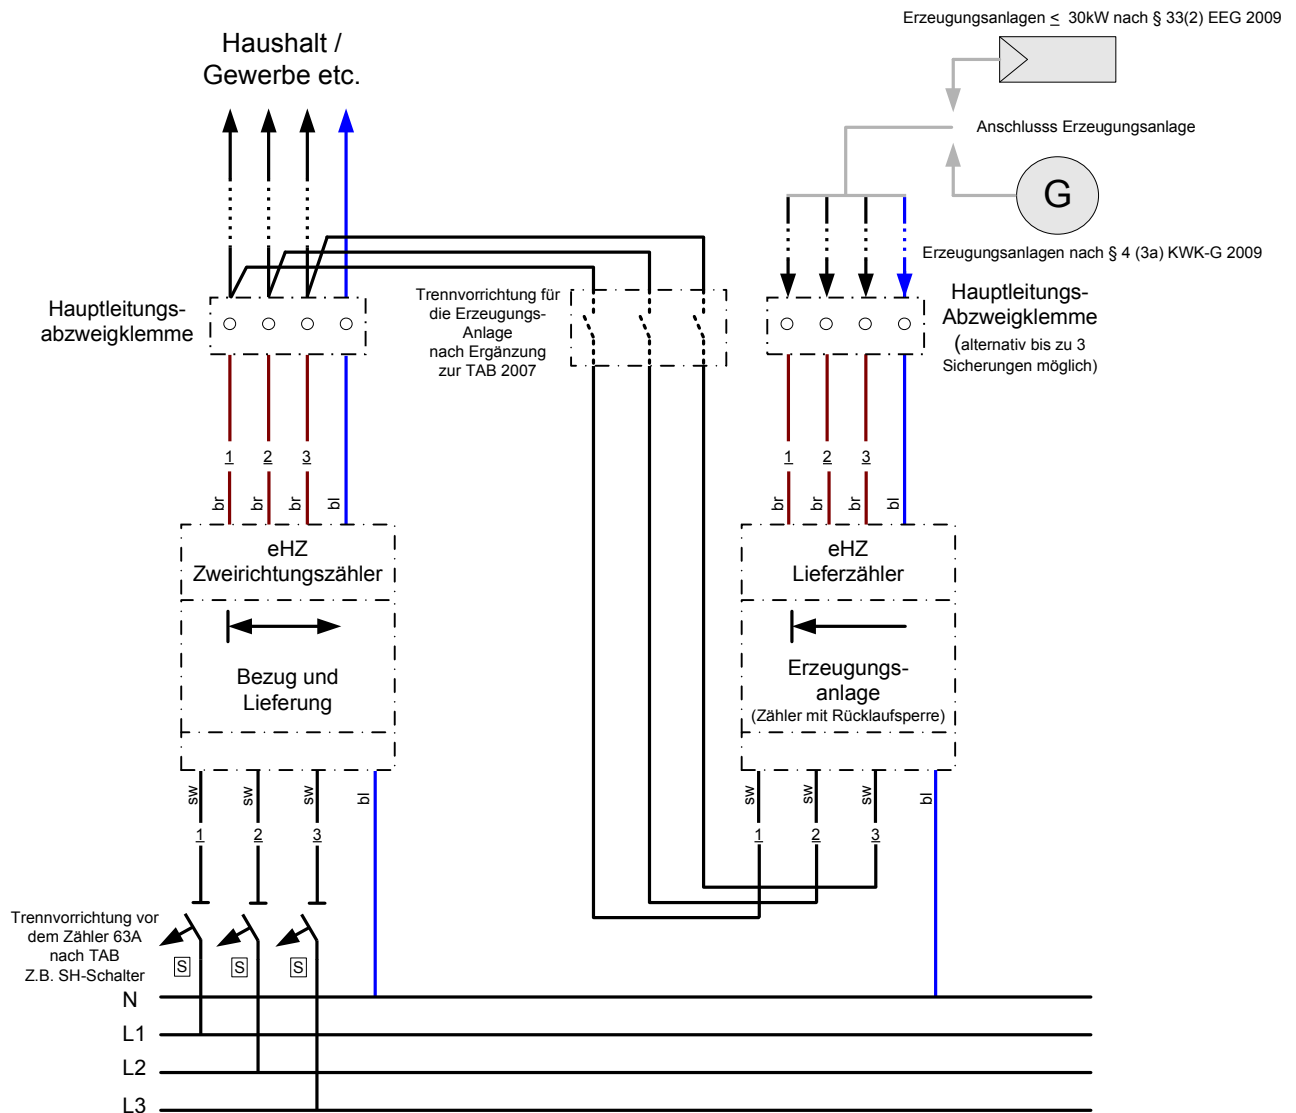 Erzeugungsanlagen ≤ 30kW nach § 33(2) EEG 2009
Haushalt /
Gewerbe etc.
Anschlusss Erzeugungsanlage
G
Erzeugungsanlagen nach § 4 (3a) KWK-G 2009
Hauptleitungs-
abzweigklemme
Trennvorrichtung für
die Erzeugungs-
Anlage
nach Ergänzung
zur TAB 2007
Hauptleitungs-
Abzweigklemme
(alternativ bis zu 3
Sicherungen möglich)
1 2 3
br br br bl
1 2 3
br br br bl
eHZ
Zweirichtungszähler
Bezug und
Lieferung
eHZ
Lieferzähler
Erzeugungs-
anlage
(Zähler mit Rücklaufsperre)
sw sw sw bl
1 2 3
sw sw sw bl
1 2 3
Trennvorrichtung vor
dem Zähler 63A
nach TAB
Z.B. SH-Schalter
S S S
N
L1
L2
L3